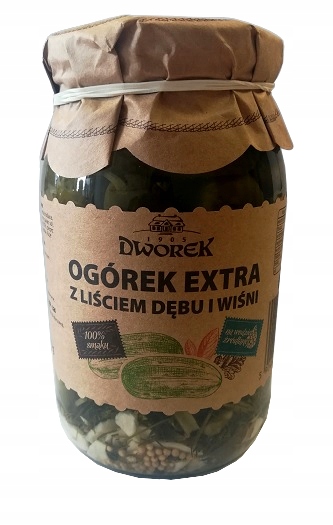 1985
DWOREK
OGÓREK EXTRA
Z LIŚCIEM DĘBU I WIŚNI
100%
smaku